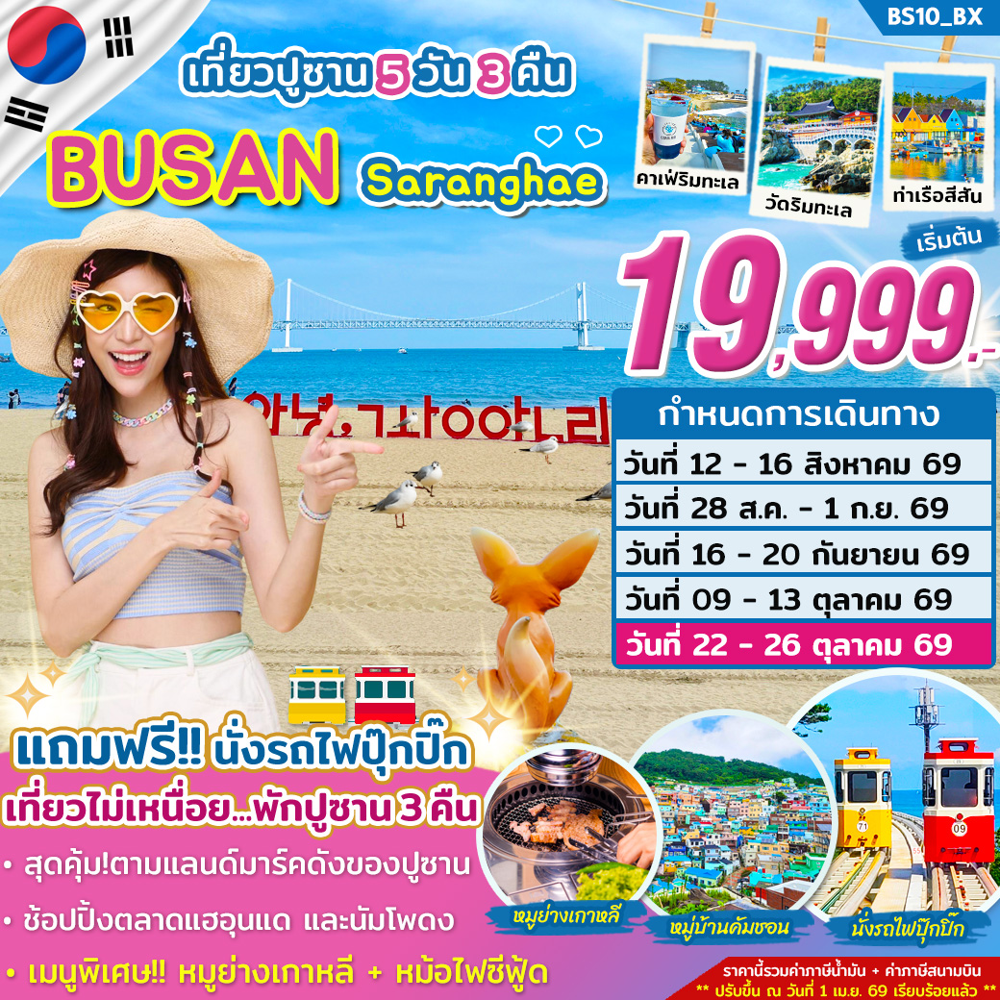 BS10_BX
เที่ยวปูซาน 5 วัน 3 คืน
BUSAN Saranghae
คาเฟ่ริมทะเล
วัดริมทะเล
ท่าเรือสีสัน
เริ่มต้น
19,999.-
안녕, 그
กำหนดการเดินทาง
วันที่ 12 - 16 สิงหาคม 69
วันที่ 28 ส.ค. - 1 ก.ย. 69
วันที่ 16 - 20 กันยายน 69
วันที่ 09 - 13 ตุลาคม 69
วันที่ 22 - 26 ตุลาคม 69
แถมฟรี!! นั่งรถไฟปุ๊กปิ๊ก
เที่ยวไม่เหนื่อย...พักปูซาน 3 คืน
• สุดคุ้ม!ตามแลนด์มาร์คดังของปูซาน
• ช้อปปิ้งตลาดแฮอุนแด และนัมโพดง
• เมนูพิเศษ!! หมูย่างเกาหลี + หม้อไฟซีฟู้ด
71
09
หมูย่างเกาหลี
หมู่บ้านคัมชอน
นั่งรถไฟปุ๊กปิ๊ก
ราคานี้รวมค่าภาษีน้ำมัน + ค่าภาษีสนามบิน
** ปรับขึ้น ณ วันที่ 1 เม.ย. 69 เรียบร้อยแล้ว **